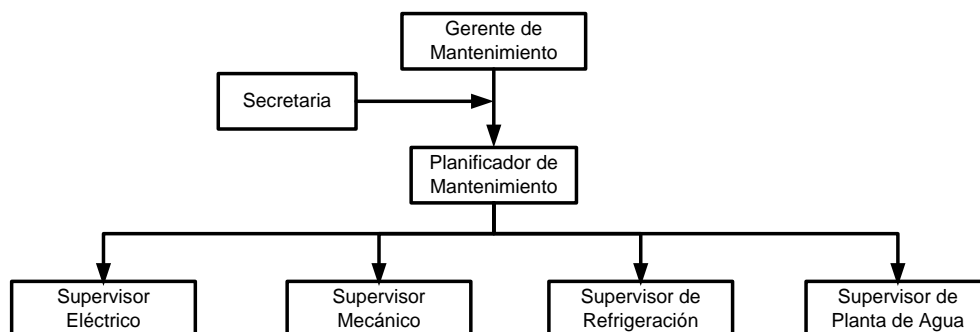 Gerente de
Mantenimiento
Secretaria
Planificador de
Mantenimiento
Supervisor
Eléctrico
Supervisor
Mecánico
Supervisor de
Refrigeración
Supervisor de
Planta de Agua